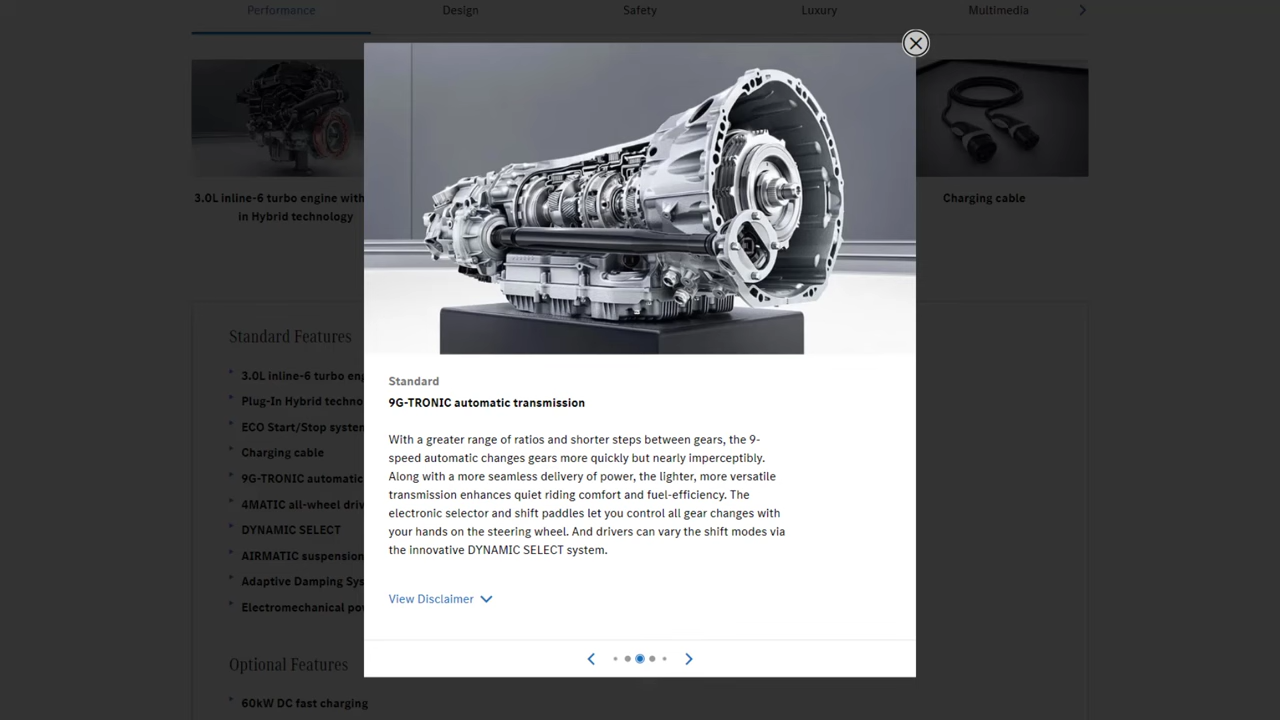 Performance
Design
Safety
Luxury
Multimedia
3.0L inline-6 turbo engine with
in Hybrid technology
Charging cable
Standard Features
3.0L inline-6 turbo eng
Plug-In Hybrid techno
ECO Start/Stop system
Charging cable
9G-TRONIC automatic
4MATIC all-wheel driv
DYNAMIC SELECT
AIRMATIC suspension
Adaptive Damping Sys
Electromechanical pow
Optional Features
60kW DC fast charging
Standard
9G-TRONIC automatic transmission
With a greater range of ratios and shorter steps between gears, the 9-
speed automatic changes gears more quickly but nearly imperceptibly.
Along with a more seamless delivery of power, the lighter, more versatile
transmission enhances quiet riding comfort and fuel-efficiency. The
electronic selector and shift paddles let you control all gear changes with
your hands on the steering wheel. And drivers can vary the shift modes via
the innovative DYNAMIC SELECT system.
View Disclaimer